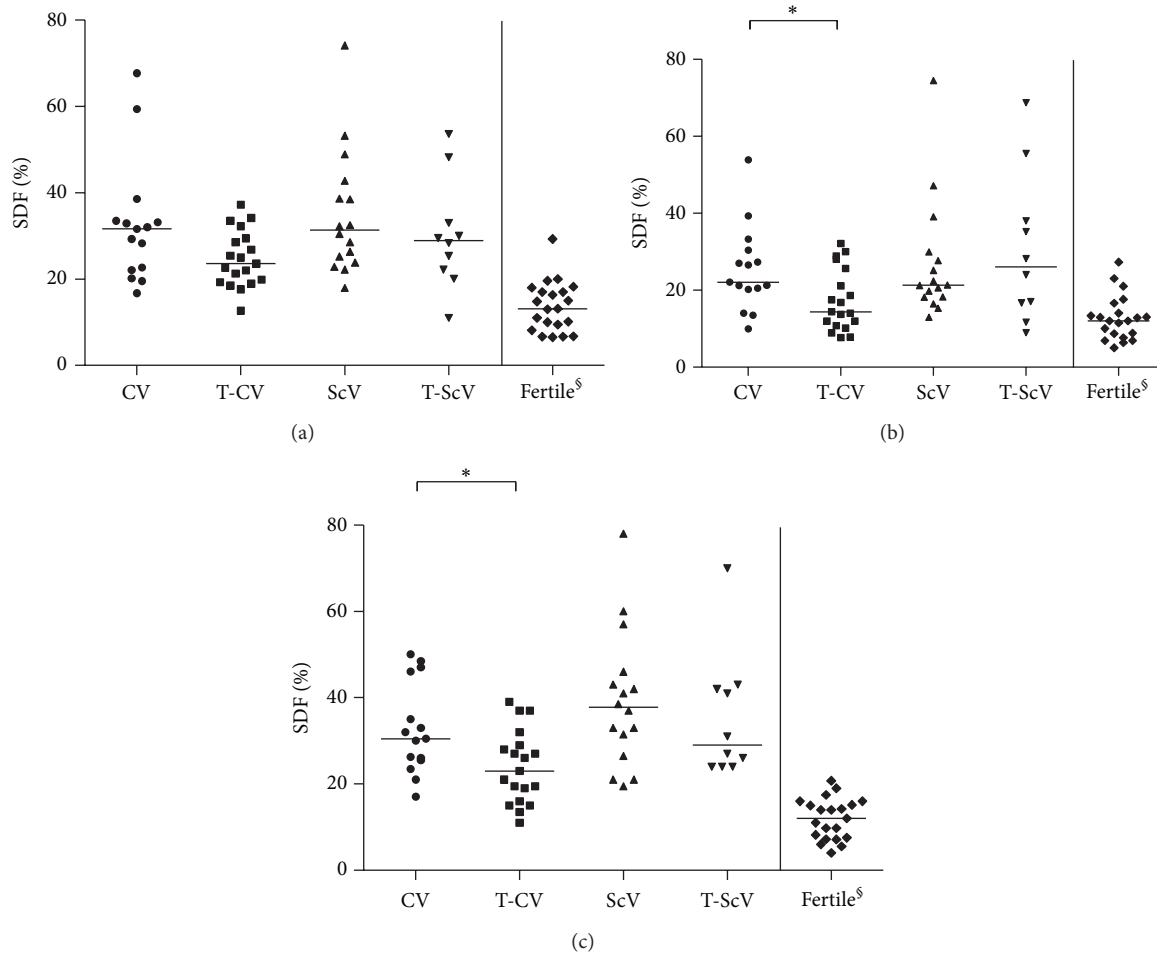 80
60
40
20
0
SDF (%)
CV
T-CV
ScV
T-ScV
Fertile§
(a)
*
80
60
40
20
0
SDF (%)
CV
T-CV
ScV
T-ScV
Fertile§
(b)
*
80
60
40
20
0
SDF (%)
CV
T-CV
ScV
T-ScV
Fertile§
(c)